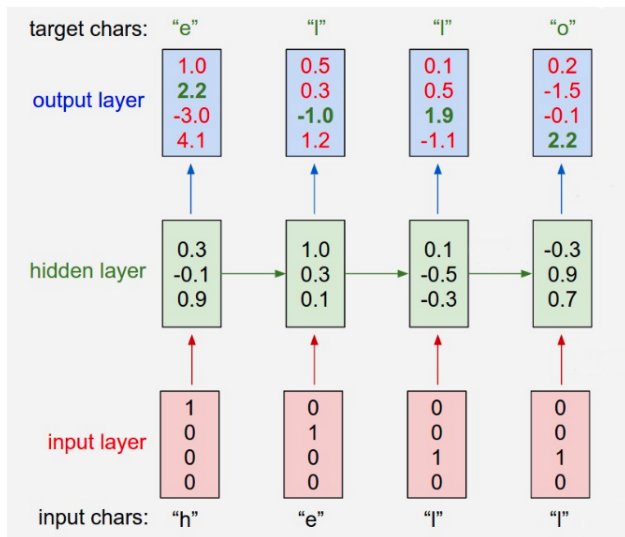 target chars: “e” “l” “l” “o”
output layer
1.0 0.5 0.1 0.2
2.2 0.3 0.5 -1.5
-3.0 -1.0 1.9 -0.1
4.1 1.2 -1.1 2.2
hidden layer
0.3 1.0 0.1 -0.3
-0.1 0.3 -0.5 0.9
0.9 0.1 -0.3 0.7
input layer
1 0 0 0
0 1 0 0
0 0 1 1
0 0 0 0
input chars: “h” “e” “l” “l”